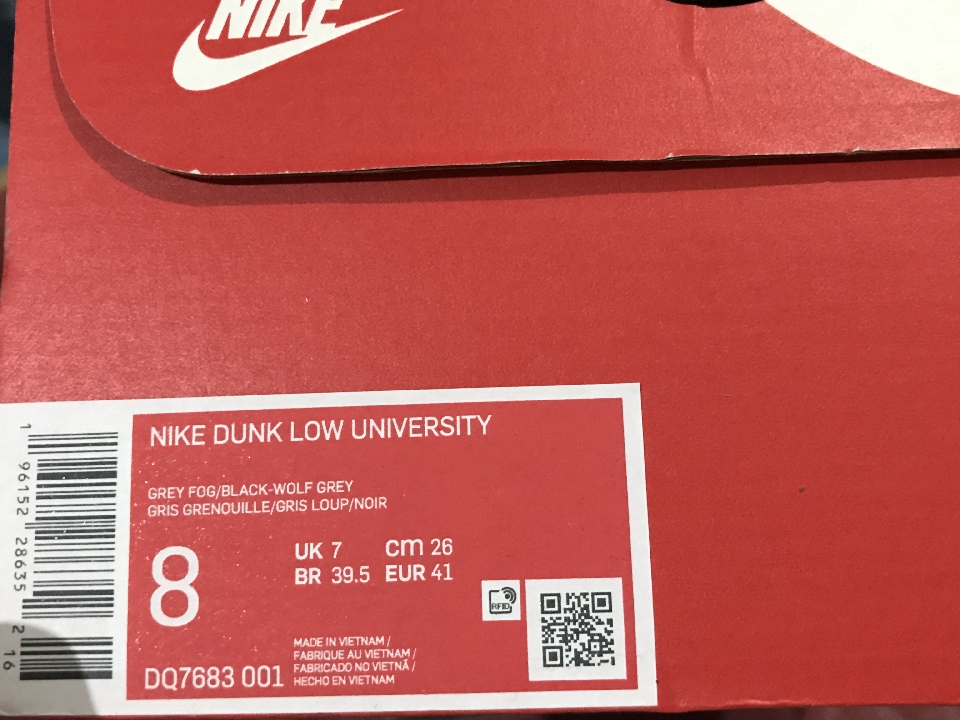 NIKE
NIKE DUNK LOW UNIVERSITY
GREY FOG/BLACK-WOLF GREY
GRIS GRENOUILLE/GRIS LOUP/NOIR
8
UK 7 cm 26
BR 39.5 EUR 41
RFID
MADE IN VIETNAM /
FABRIQUE AU VIETNAM /
FABRICADO NO VIETNÃ /
HECHO EN VIETNAM
DQ7683 001
1 96152 28635 2 16